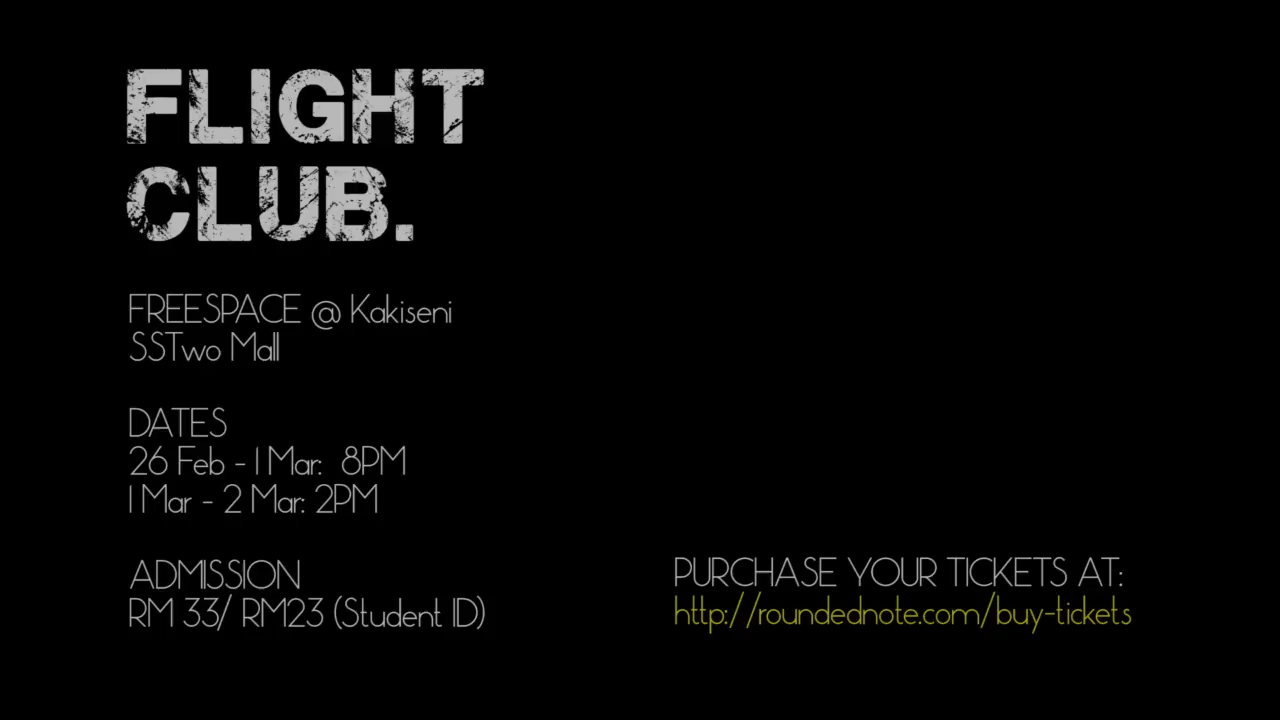 FLIGHT
CLUB.
FREESPACE @ Kakiseni
SSTwo Mall
DATES
26 Feb - 1 Mar: 8PM
1 Mar - 2 Mar: 2PM
ADMISSION
RM 33/ RM23 (Student ID)
PURCHASE YOUR TICKETS AT:
http://roundednote.com/buy-tickets